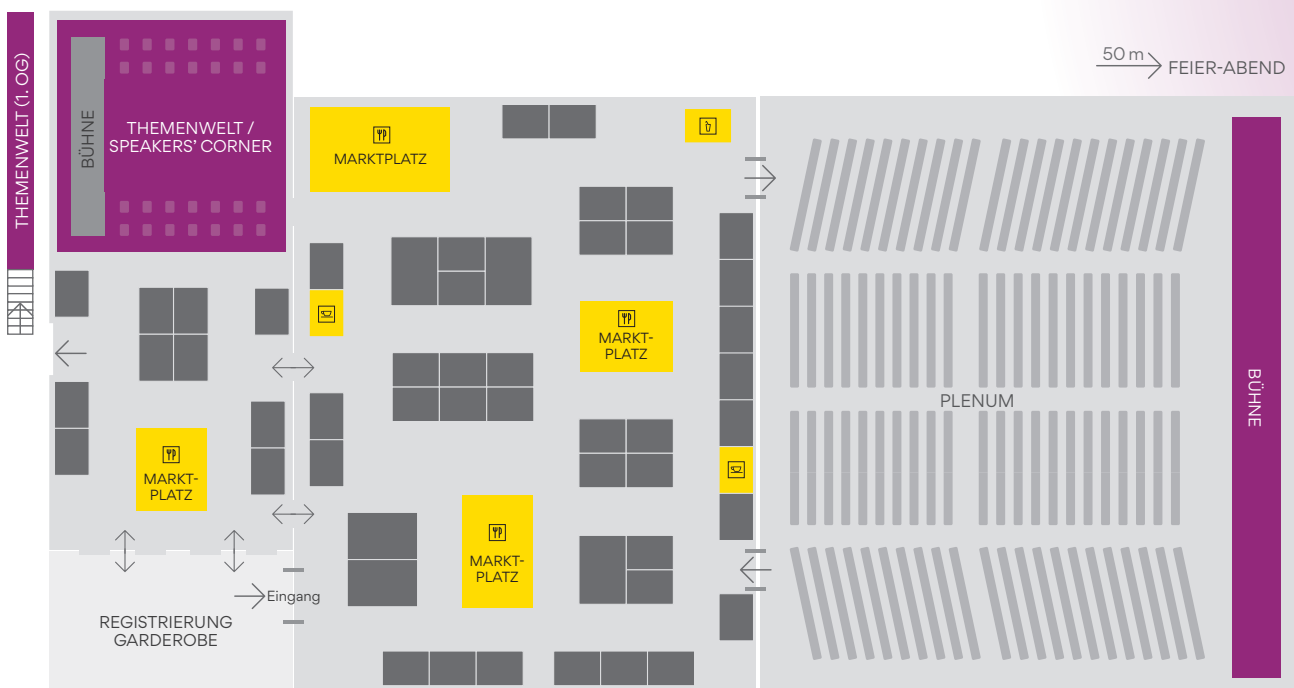 THEMENWELT (1. OG)
BÜHNE
THEMENWELT /
SPEAKERS’ CORNER
MARKTPLATZ
50 m
FEIER-ABEND
MARKT-
PLATZ
PLENUM
BÜHNE
MARKT-
PLATZ
MARKT-
PLATZ
Eingang
REGISTRIERUNG
GARDEROBE